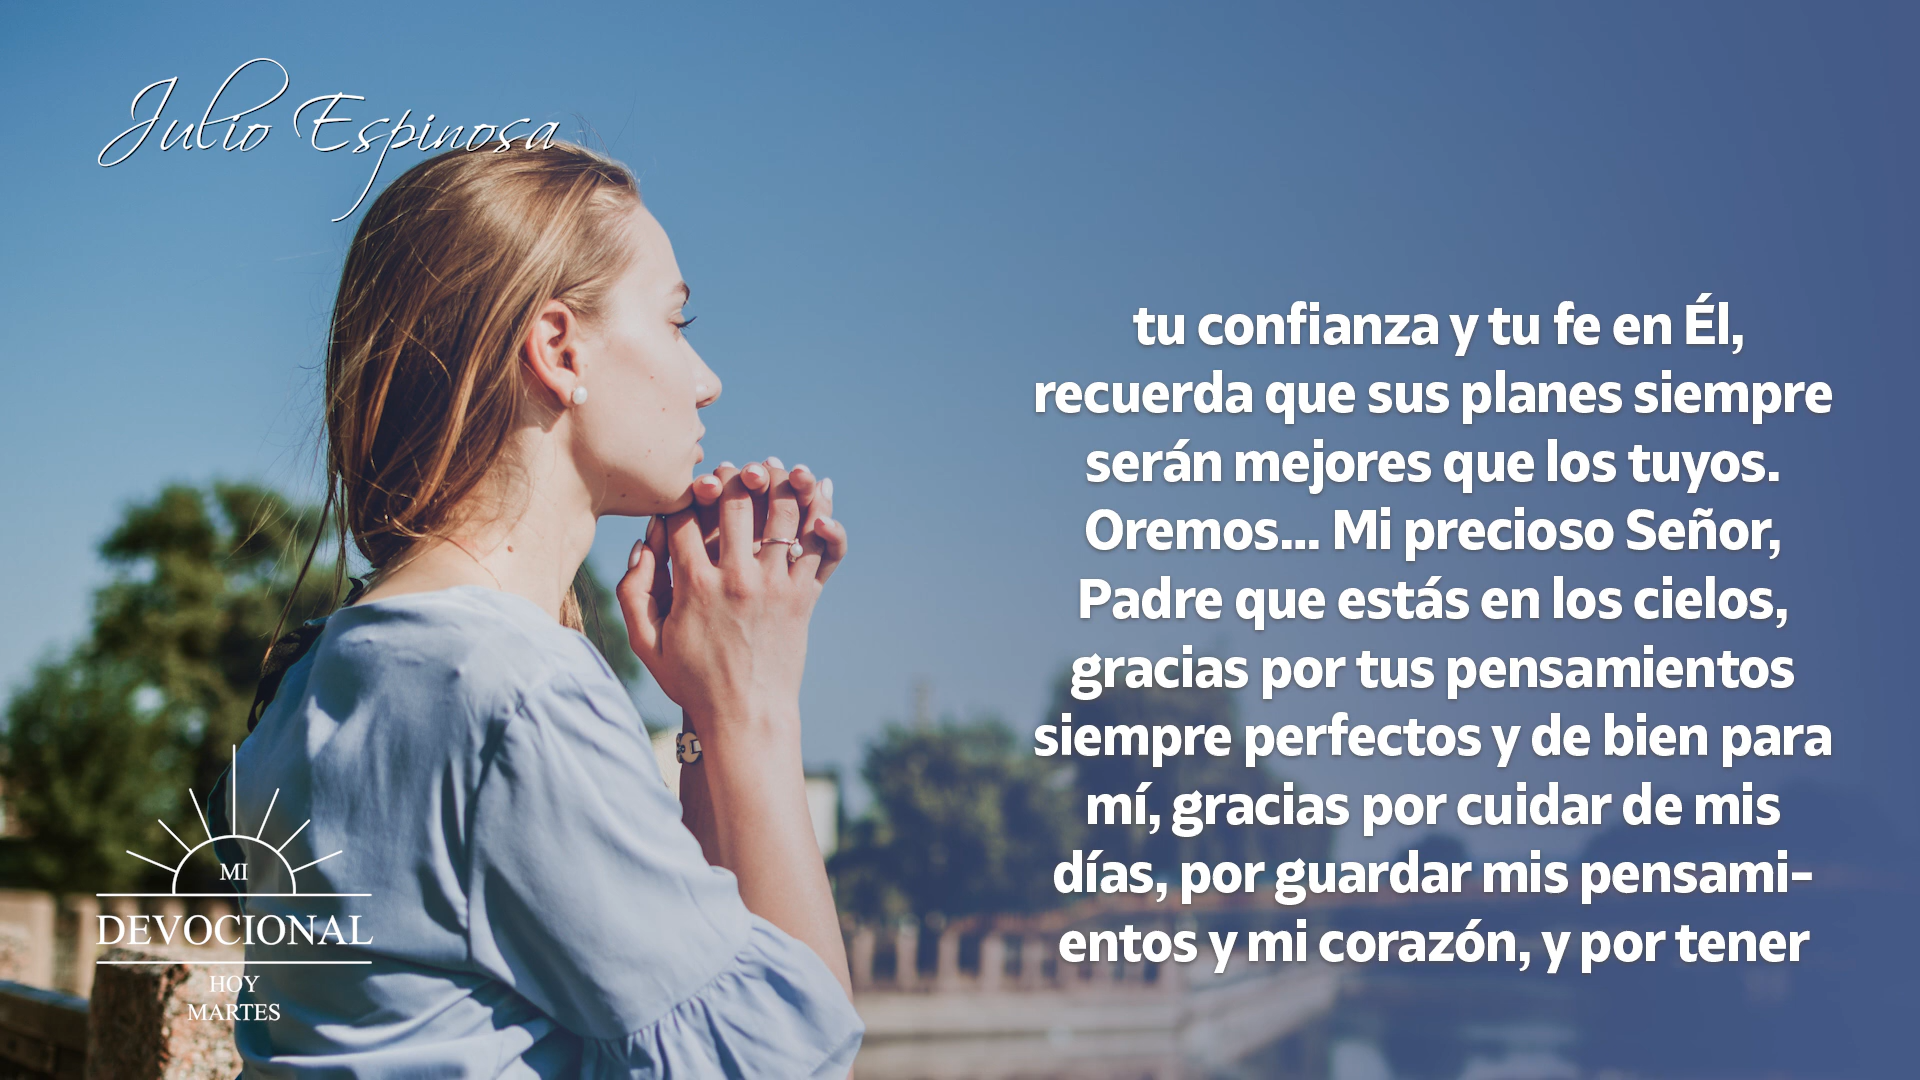 Julio Espinosa
tu confianza y tu fe en Él,
recuerda que sus planes siempre
serán mejores que los tuyos.
Oremos... Mi precioso Señor,
Padre que estás en los cielos,
gracias por tus pensamientos
siempre perfectos y de bien para
mí, gracias por cuidar de mis
días, por guardar mis pensami-
entos y mi corazón, y por tener
MI
DEVOCIONAL
HOY
MARTES